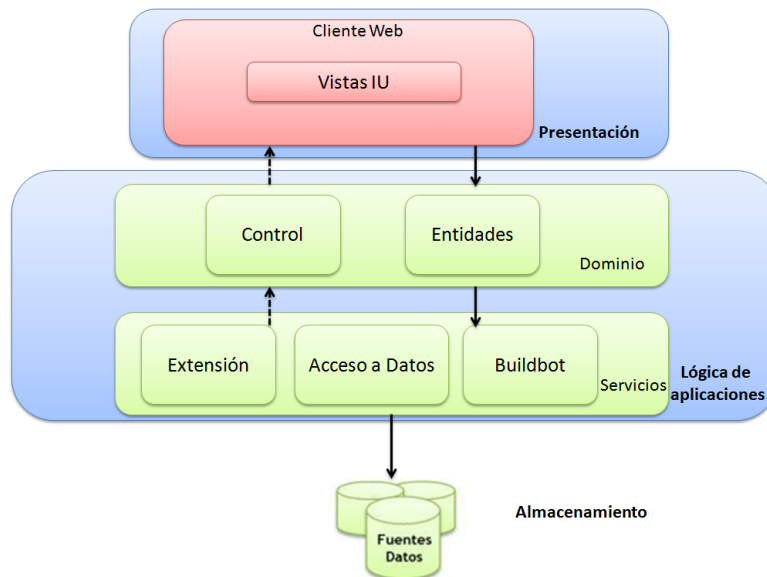 Cliente Web
Vistas IU
Presentación
Control
Entidades
Dominio
Extensión
Acceso a Datos
Buildbot
Servicios
Lógica de
aplicaciones
Almacenamiento
Fuentes
Datos